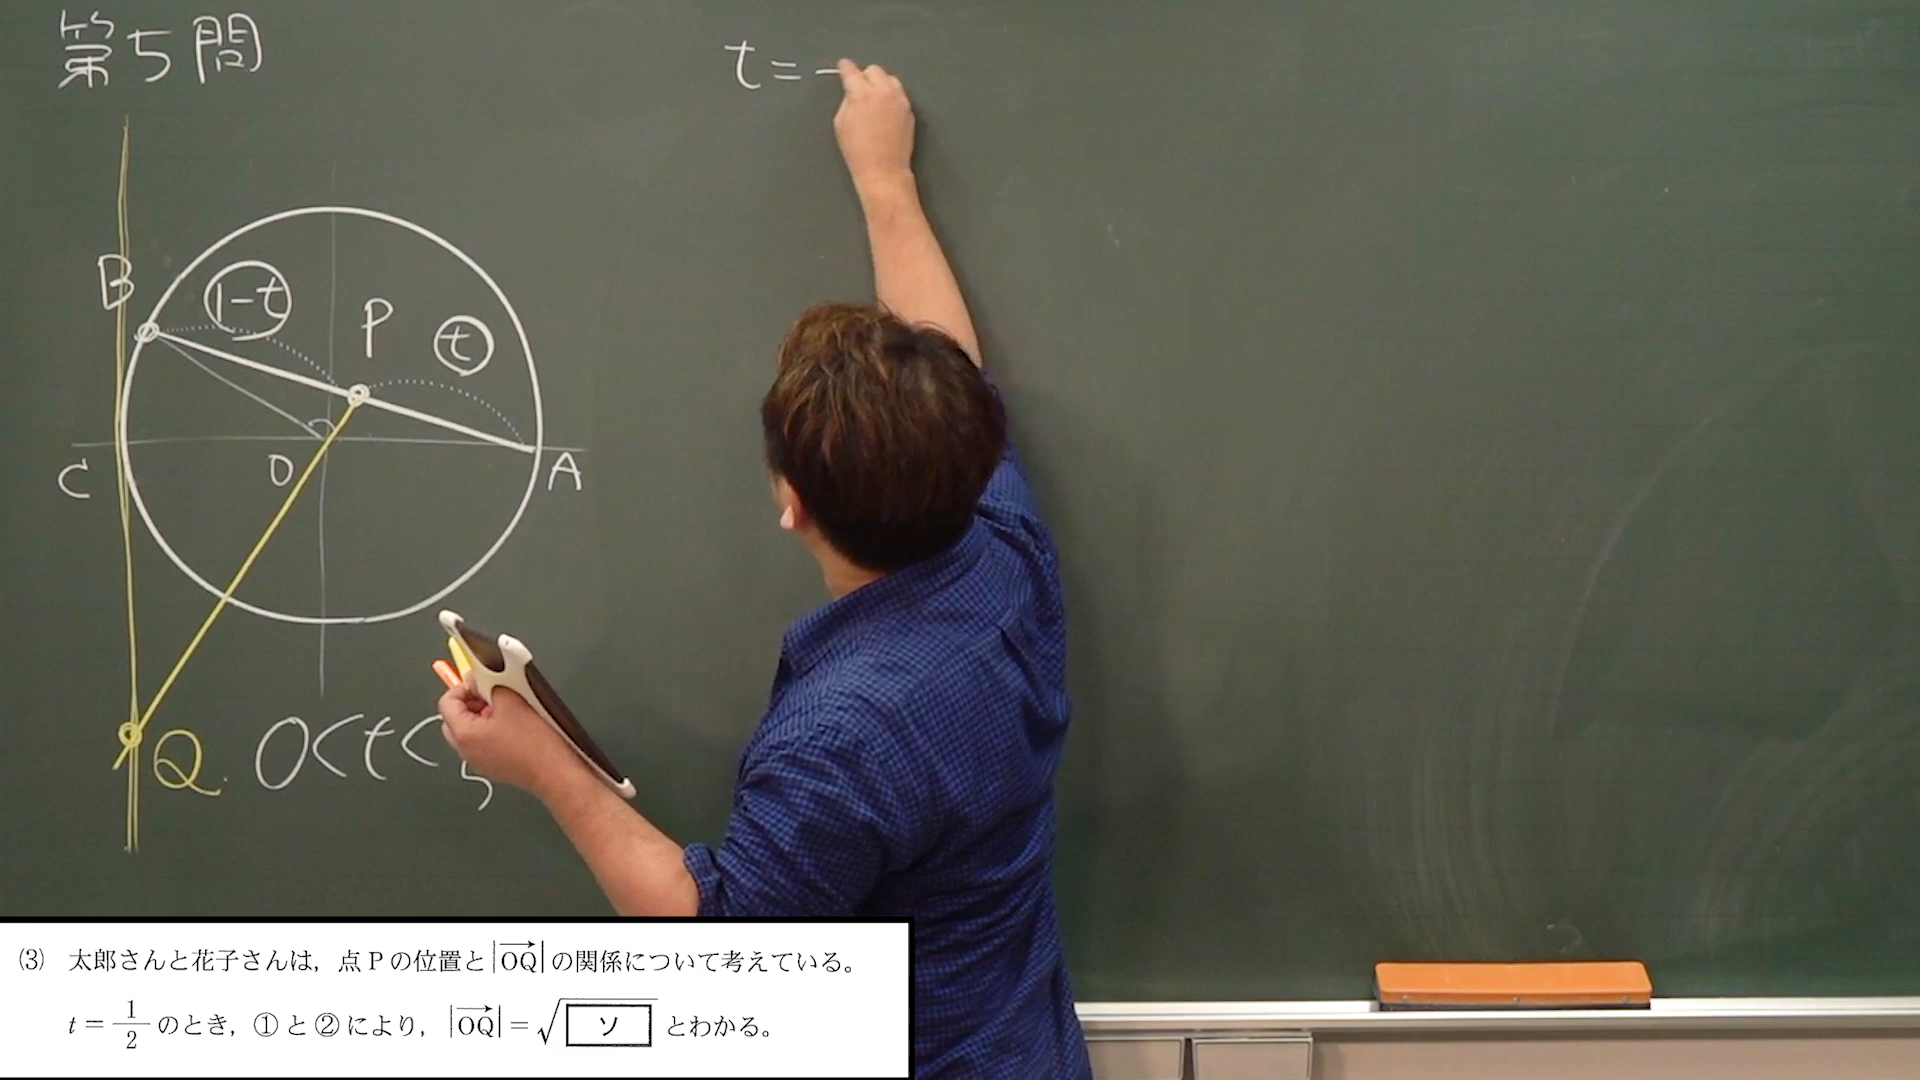 第5問
t=-
B
1-t
P
t
C
O
A
Q
0<t<
(3) 太郎さんと花子さんは,点Pの位置と|OQ→|の関係について考えている。
t=1/2のとき,①と②により,|OQ→|=√ソ とわかる。